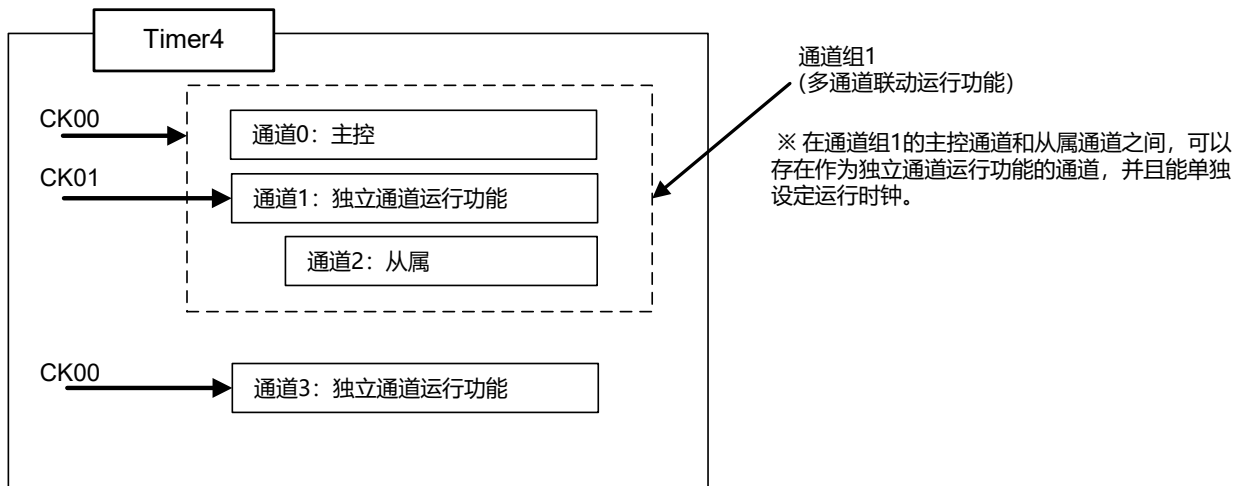 Timer4
通道组1
(多通道联动运行功能)
CK00
通道0：主控
※ 在通道组1的主控通道和从属通道之间，可以
存在作为独立通道运行功能的通道，并且能单独
设定运行时钟。
CK01
通道1：独立通道运行功能
通道2：从属
CK00
通道3：独立通道运行功能